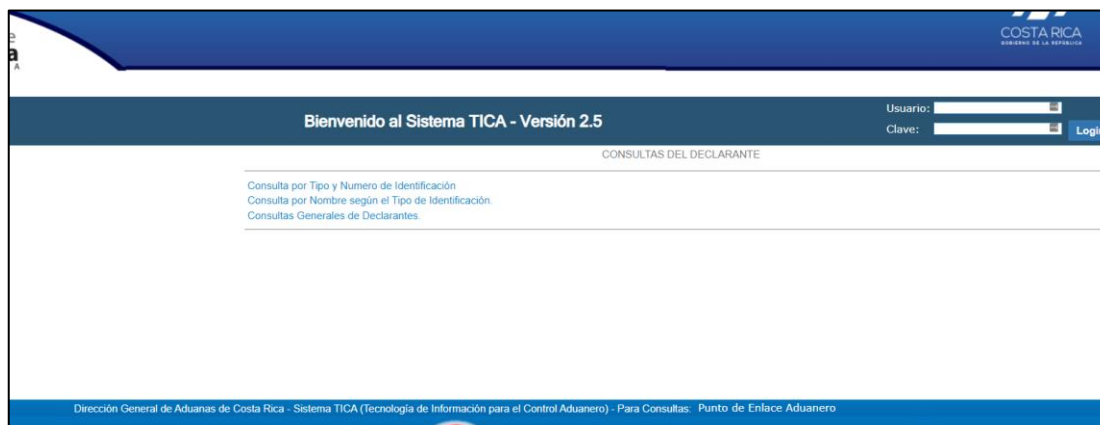 e
a
A
COSTA RICA
GOBIERNO DE LA REPÚBLICA
Bienvenido al Sistema TICA - Versión 2.5
Usuario:
Clave:
Login
CONSULTAS DEL DECLARANTE
Consulta por Tipo y Numero de Identificación
Consulta por Nombre según el Tipo de Identificación.
Consultas Generales de Declarantes.
Dirección General de Aduanas de Costa Rica - Sistema TICA (Tecnología de Información para el Control Aduanero) - Para Consultas: Punto de Enlace Aduanero